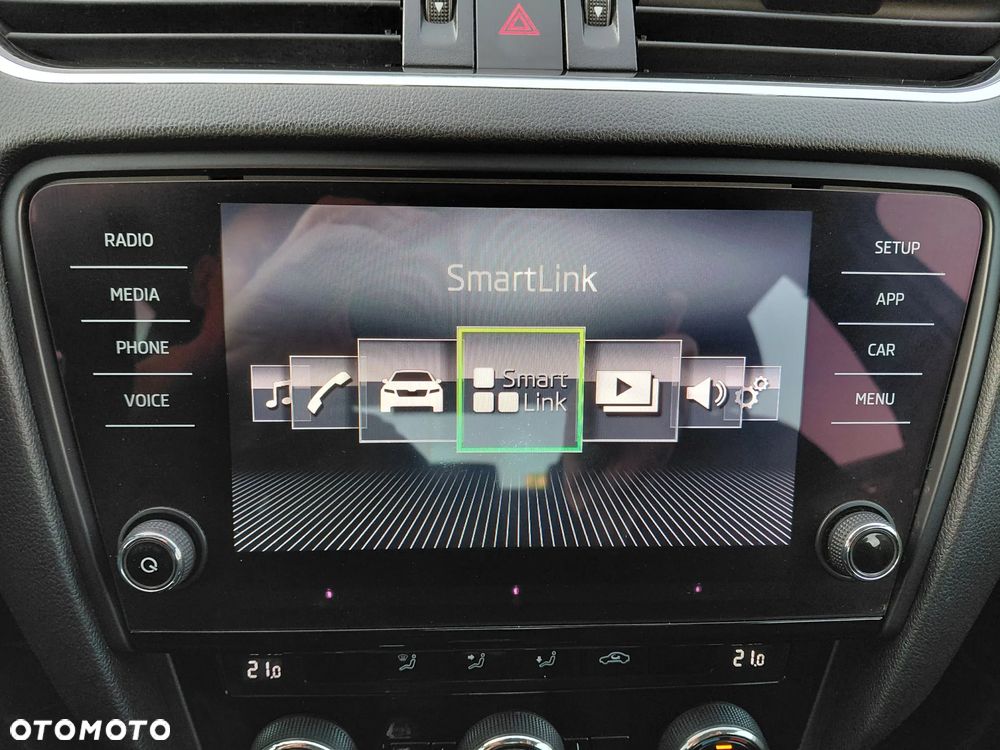 RADIO
MEDIA
PHONE
VOICE
SmartLink
Smart
Link
SETUP
APP
CAR
MENU
21,0
21,0
OTOMOTO